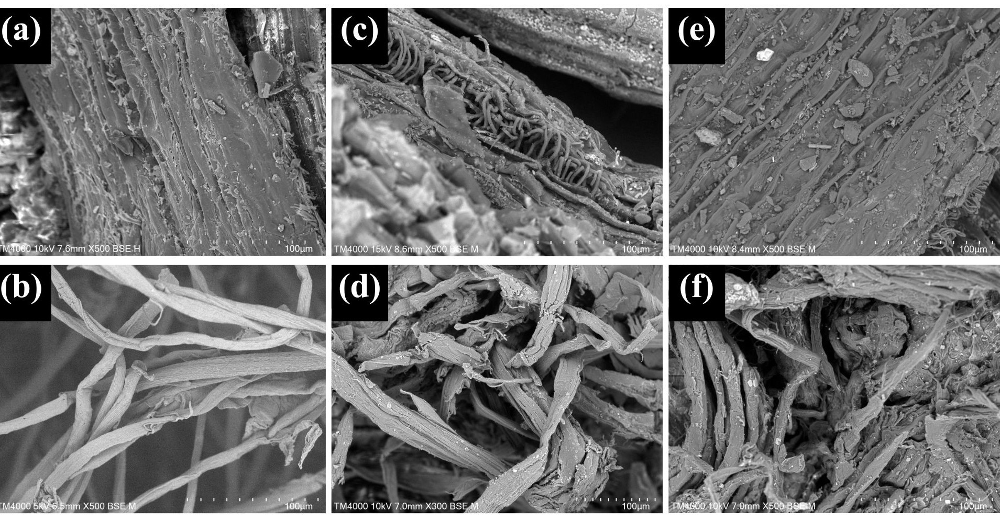 (a)
TM4000 10kV 7.6mm X500 BSE H 100µm
(c)
TM4000 15kV 8.6mm X500 BSE M 100µm
(e)
TM4000 10kV 8.4mm X500 BSE M 100µm
(b)
TM4000 5kV 6.5mm X500 BSE M 100µm
(d)
TM4000 10kV 7.0mm X300 BSE M 100µm
(f)
TM4000 10kV 7.0mm X500 BSE M 100µm